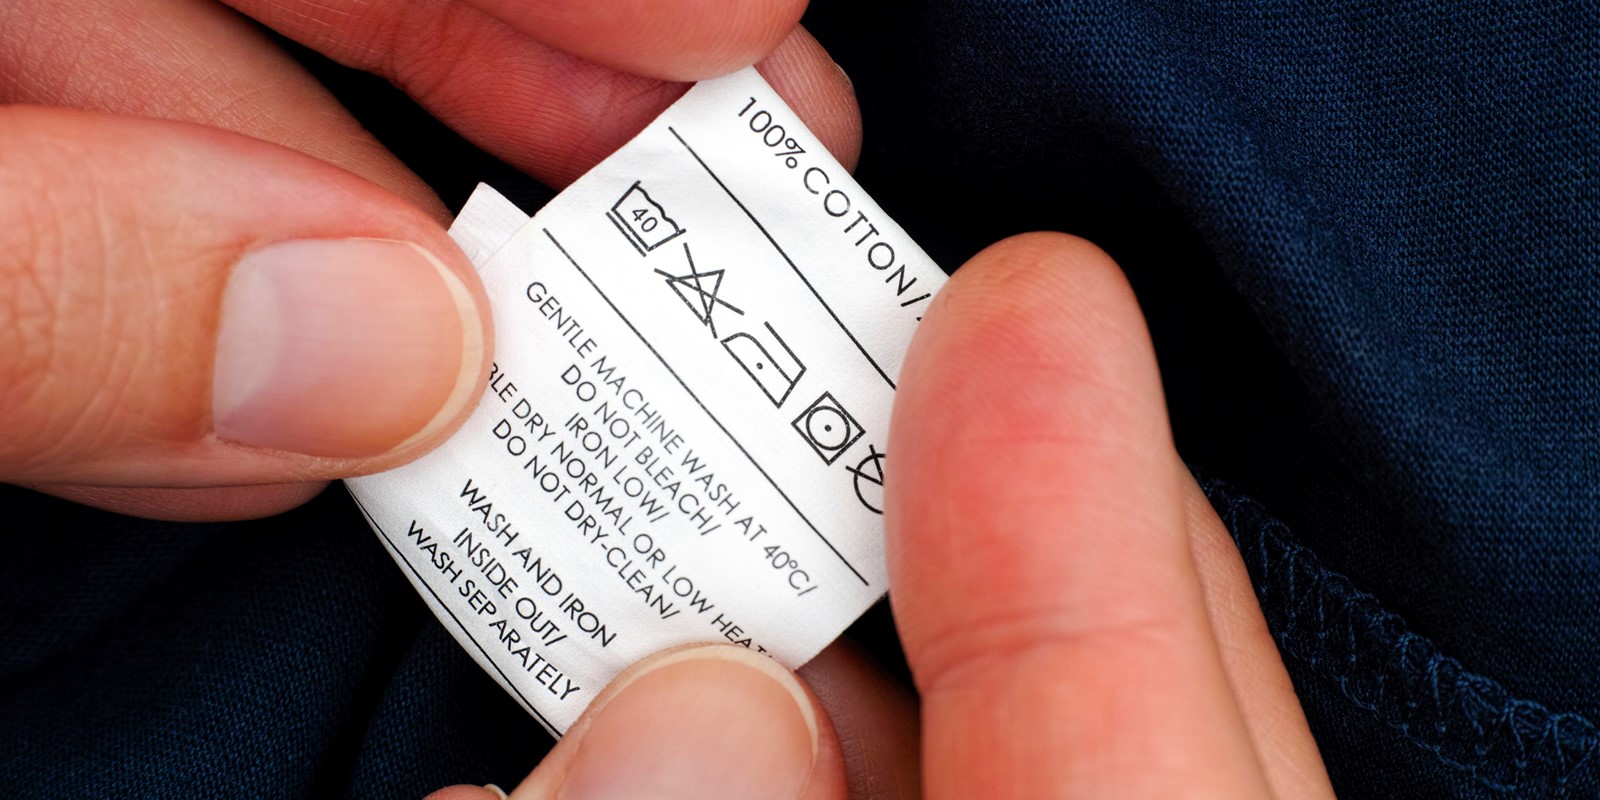 100% COTTON/
40
GENTLE MACHINE WASH AT 40°C/
DO NOT BLEACH/
IRON LOW/
DRY NORMAL OR LOW HEAT
DO NOT DRY-CLEAN/
WASH AND IRON
INSIDE OUT/
WASH SEPARATELY